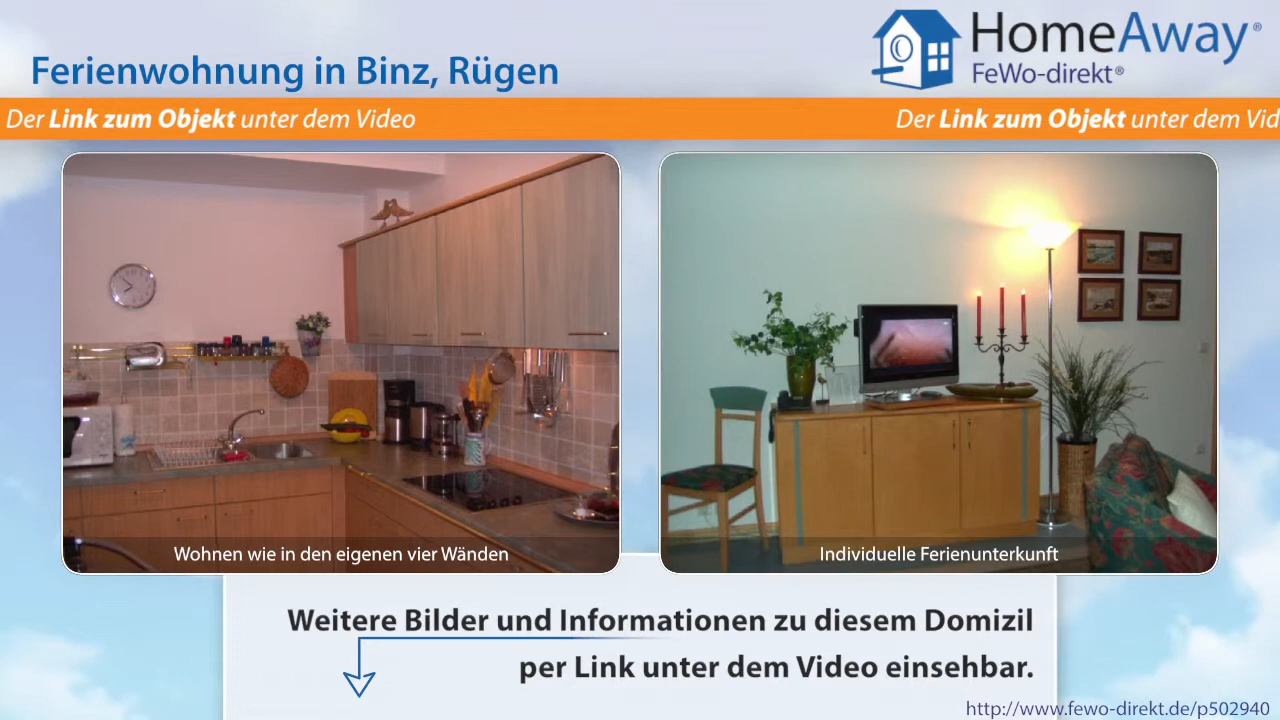 HomeAway®
FeWo-direkt®
Ferienwohnung in Binz, Rügen
Der Link zum Objekt unter dem Video
Der Link zum Objekt unter dem Vid
Wohnen wie in den eigenen vier Wänden
Individuelle Ferienunterkunft
Weitere Bilder und Informationen zu diesem Domizil
per Link unter dem Video einsehbar.
http://www.fewo-direkt.de/p502940